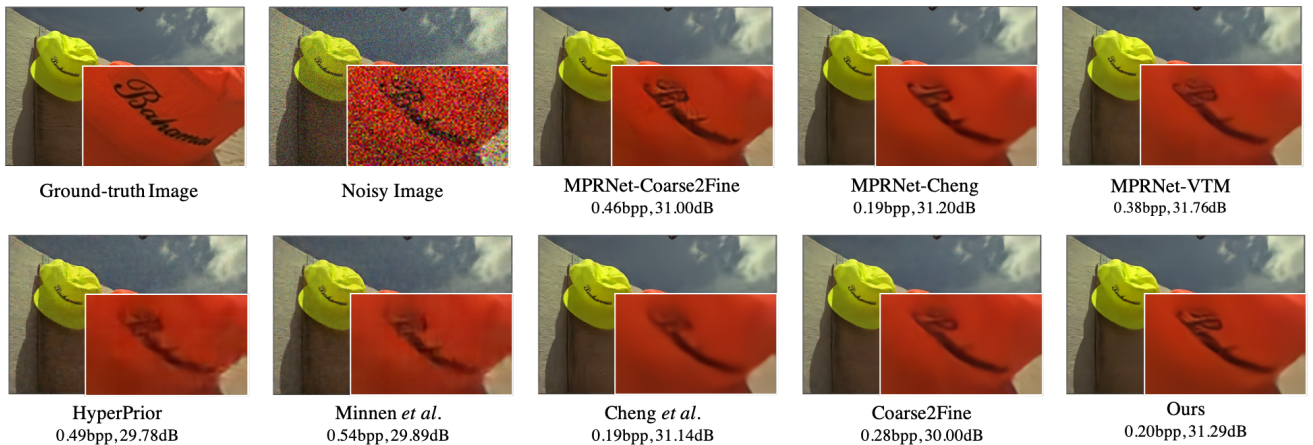 Bahamas
Ground-truth Image
Noisy Image
MPRNet-Coarse2Fine
0.46bpp,31.00dB
MPRNet-Cheng
0.19bpp,31.20dB
MPRNet-VTM
0.38bpp,31.76dB
HyperPrior
0.49bpp,29.78dB
Minnen et al.
0.54bpp,29.89dB
Cheng et al.
0.19bpp,31.14dB
Coarse2Fine
0.28bpp,30.00dB
Ours
0.20bpp,31.29dB